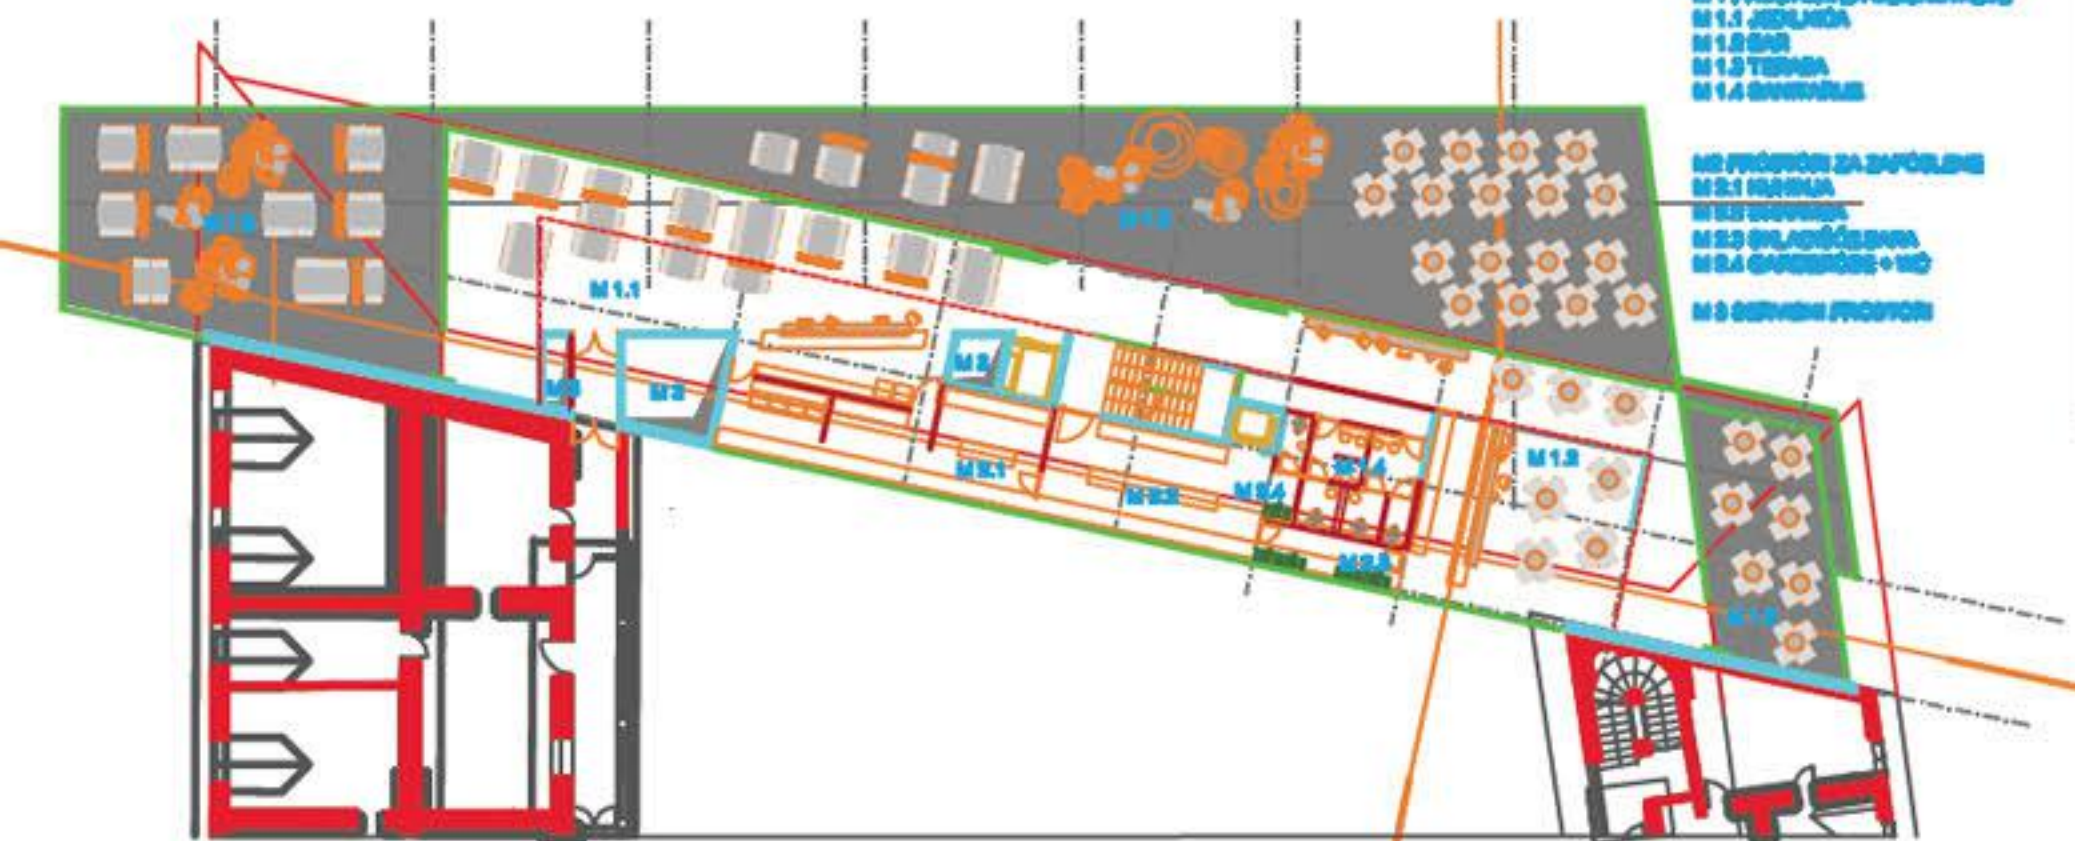 M 1.1 JEDILNICA
M 1.2 BAR
M 1.3 TERASA
M 1.4 SANITARIJE
M2 PROSTORI ZA ZAPOSLENE
M 2.1 KUHINJA
M 2.4 GARDEROBE + WC
M 3 SERVISNI PROSTORI
M 1.3
M 1.3
M 1.1
M 3
M 3
M 3
M 2.1
M 2.2
M 2.4
M 1.4
M 1.2
M 2.3
M 1.3